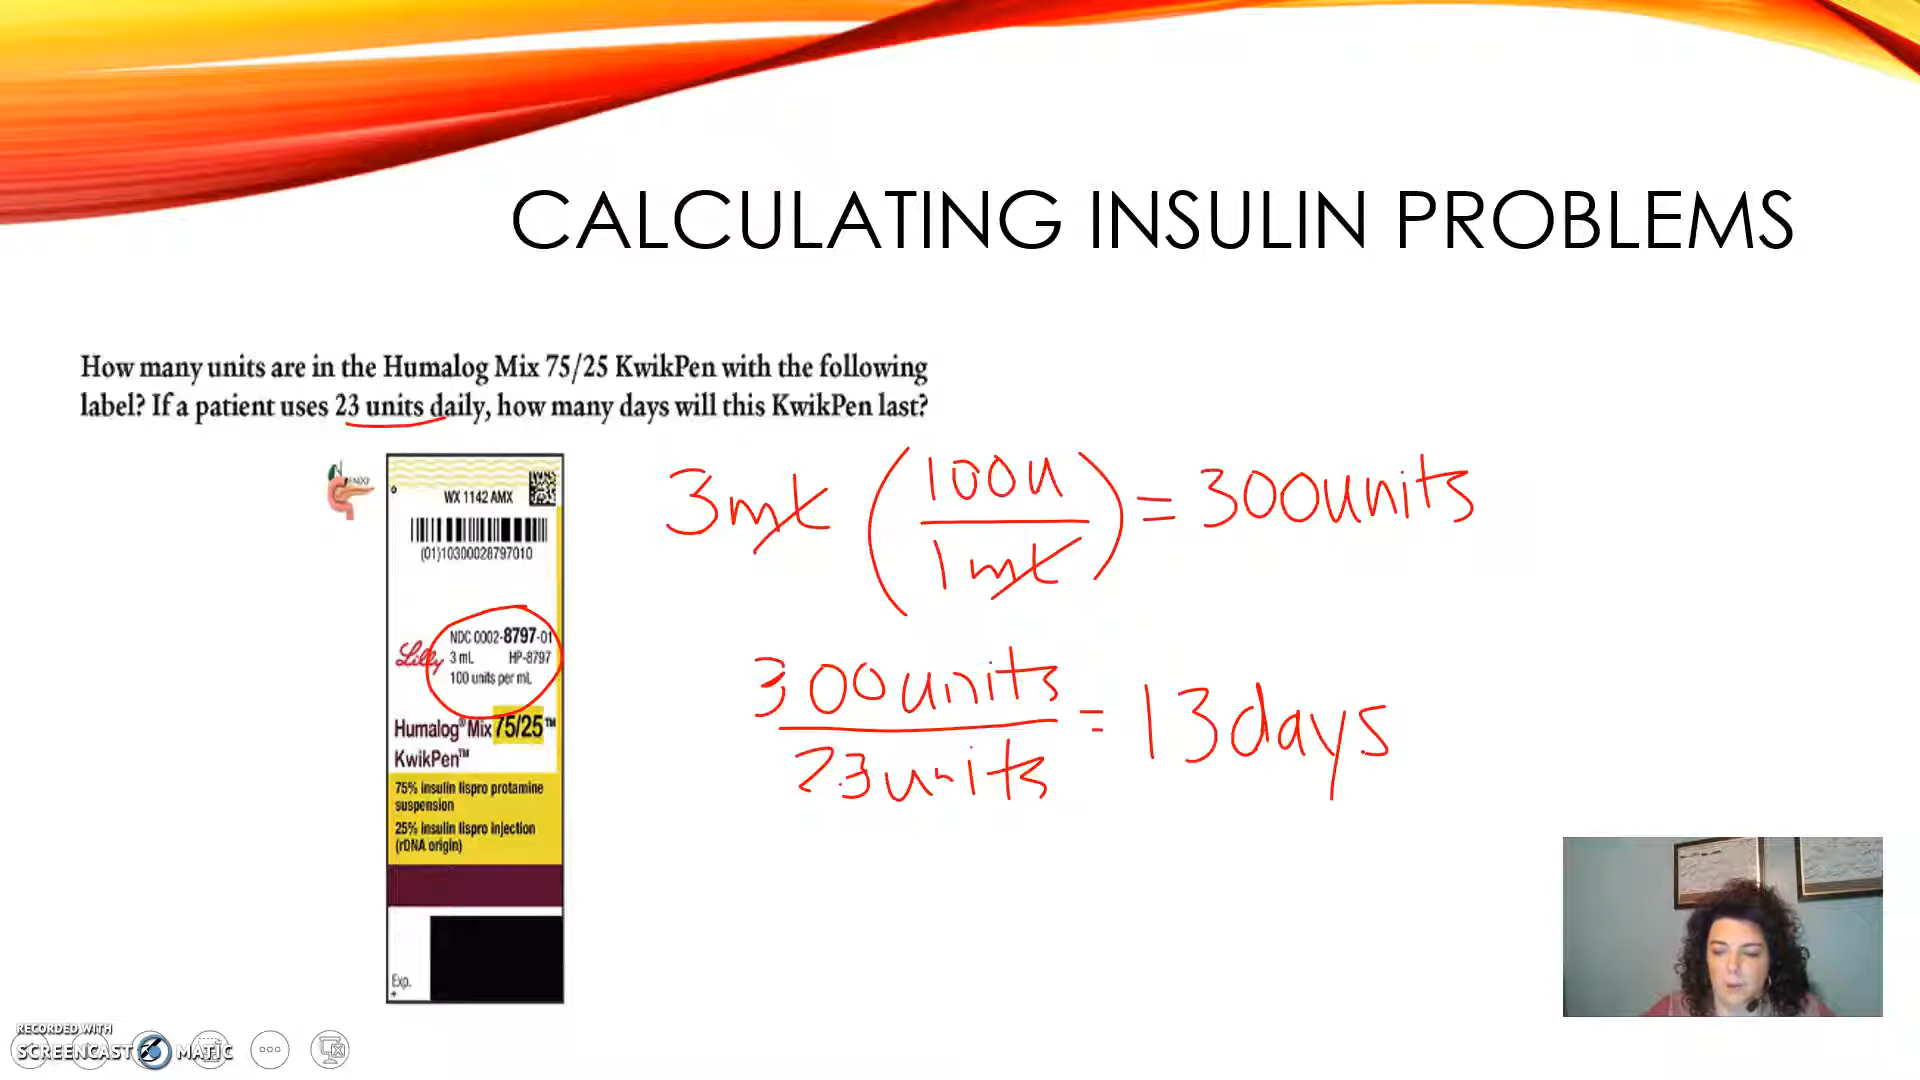 CALCULATING INSULIN PROBLEMS
How many units are in the Humalog Mix 75/25 KwikPen with the following
label? If a patient uses 23 units daily, how many days will this KwikPen last?
ENDO
WX 1142 AMX
(01)10300028797010
NDC 0002-8797-01
Lilly 3 mL HP-8797
100 units per mL
Humalog® Mix 75/25™
KwikPen™
75% insulin lispro protamine
suspension
25% insulin lispro injection
(rDNA origin)
Exp.
3mL (100u / 1mL) = 300units
300units / 23units = 13days
RECORDED WITH
SCREENCAST MATIC